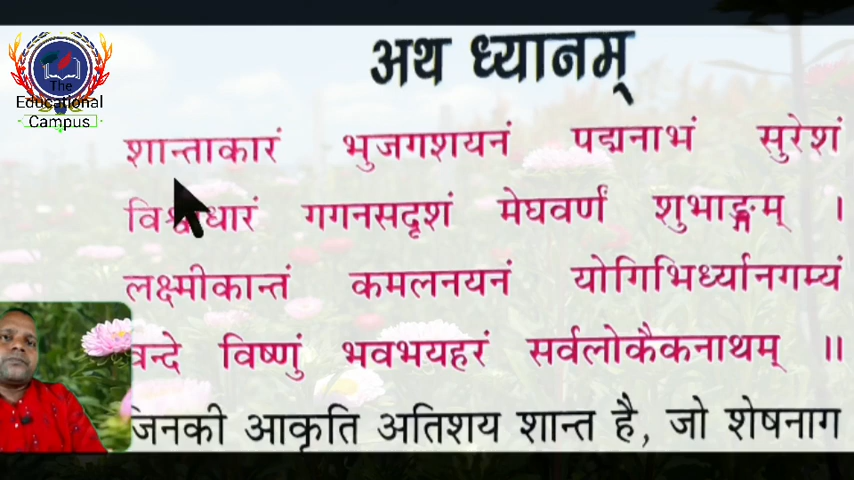 The
Educational
Campus
अथ ध्यानम्
शान्ताकारं भुजगशयनं पद्मनाभं सुरेशं
विश्वाधारं गगनसदृशं मेघवर्णं शुभाङ्गम् ।
लक्ष्मीकान्तं कमलनयनं योगिभिर्ध्यानगम्यं
वन्दे विष्णुं भवभयहरं सर्वलोकैकनाथम् ॥
जिनकी आकृति अतिशय शान्त है, जो शेषनाग